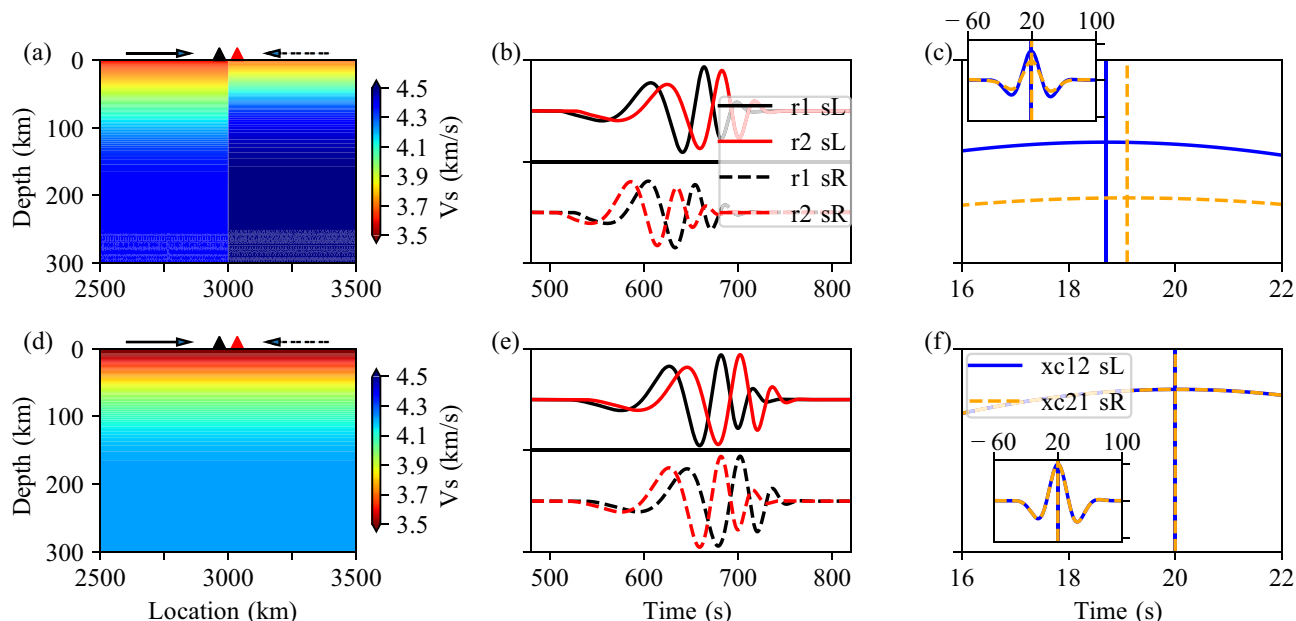 (a)
0
100
200
300
Depth (km)
2500
3000
3500
4.5
4.3
4.1
3.9
3.7
3.5
Vs (km/s)
(b)
r1 sL
r2 sL
r1 sR
r2 sR
500
600
700
800
(c)
−60
20
100
16
18
20
22
(d)
0
100
200
300
Depth (km)
2500
3000
3500
Location (km)
4.5
4.3
4.1
3.9
3.7
3.5
Vs (km/s)
(e)
500
600
700
800
Time (s)
(f)
xc12 sL
xc21 sR
−60
20
100
16
18
20
22
Time (s)